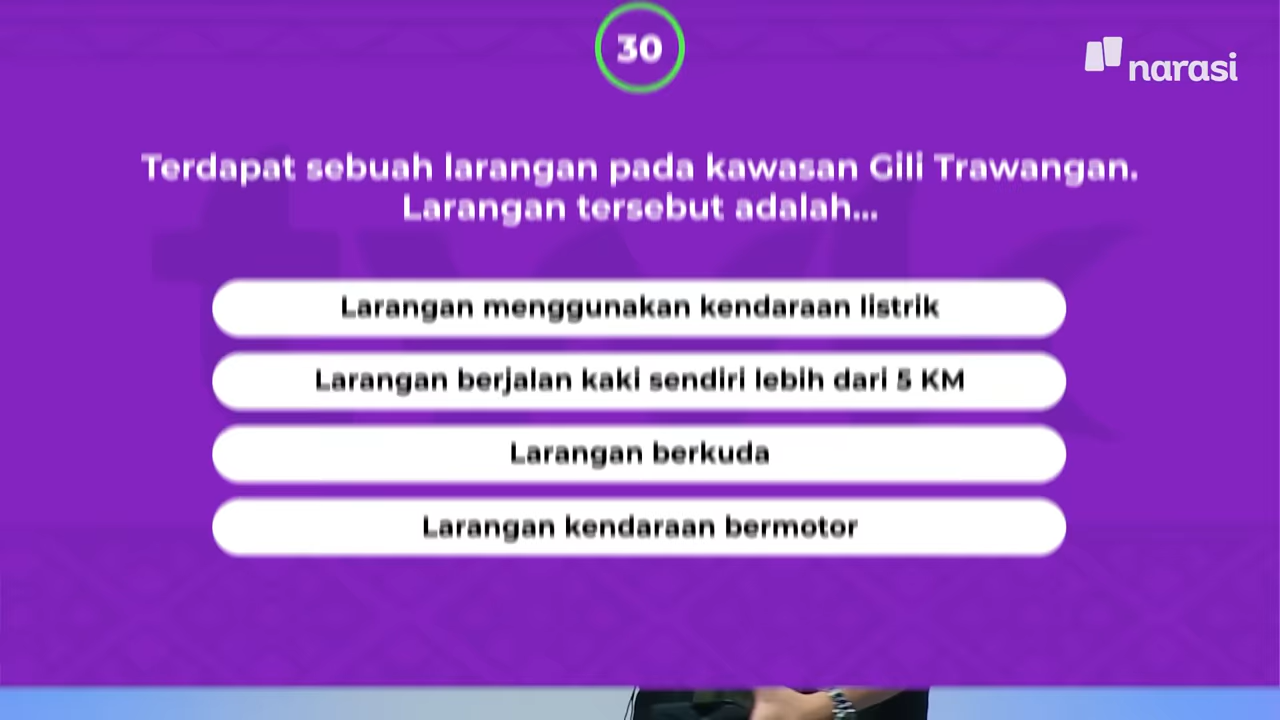 30
narasi
Terdapat sebuah larangan pada kawasan Gili Trawangan.
Larangan tersebut adalah...
Larangan menggunakan kendaraan listrik
Larangan berjalan kaki sendiri lebih dari 5 KM
Larangan berkuda
Larangan kendaraan bermotor